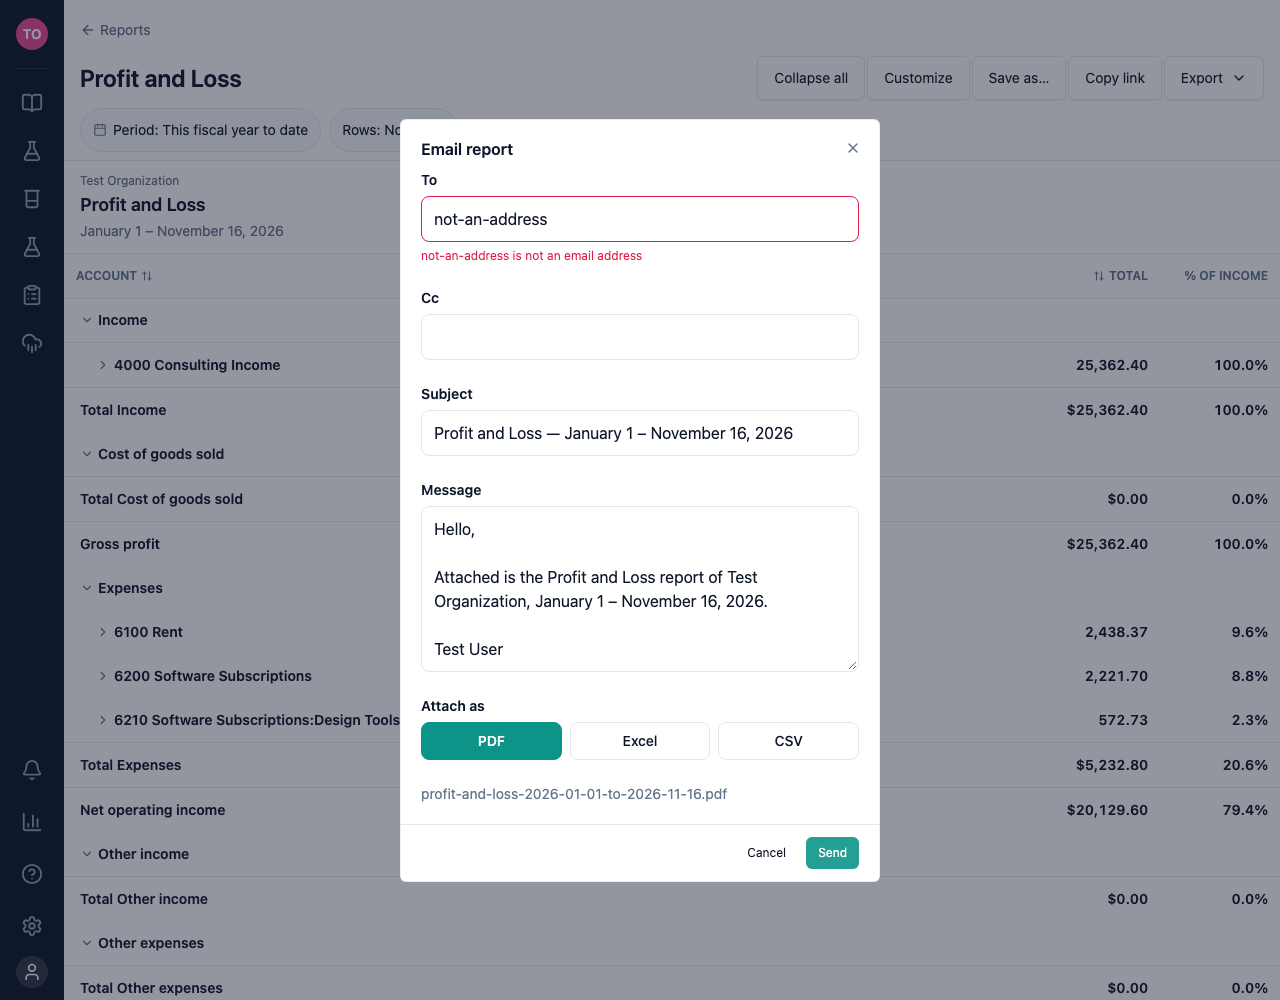 TO
Reports
Profit and Loss
Collapse all
Customize
Save as...
Copy link
Export
Period: This fiscal year to date
Rows: No
Test Organization
Profit and Loss
January 1 – November 16, 2026
ACCOUNT
TOTAL
% OF INCOME
Income
4000 Consulting Income
25,362.40
100.0%
Total Income
$25,362.40
100.0%
Cost of goods sold
Total Cost of goods sold
$0.00
0.0%
Gross profit
$25,362.40
100.0%
Expenses
6100 Rent
2,438.37
9.6%
6200 Software Subscriptions
2,221.70
8.8%
6210 Software Subscriptions:Design Tools
572.73
2.3%
Total Expenses
$5,232.80
20.6%
Net operating income
$20,129.60
79.4%
Other income
Total Other income
$0.00
0.0%
Other expenses
Total Other expenses
$0.00
0.0%
Email report
To
not-an-address
not-an-address is not an email address
Cc
Subject
Profit and Loss — January 1 – November 16, 2026
Message
Hello,
Attached is the Profit and Loss report of Test
Organization, January 1 – November 16, 2026.
Test User
Attach as
PDF
Excel
CSV
profit-and-loss-2026-01-01-to-2026-11-16.pdf
Cancel
Send